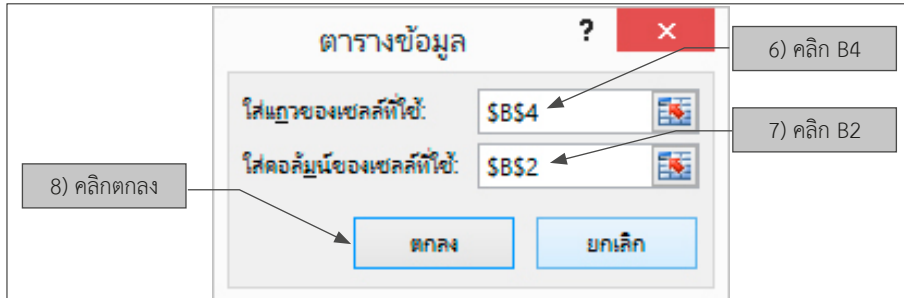 ตารางข้อมูล ?
6) คลิก B4
ใส่แถวของเซลล์ที่ใช้: $B$4
7) คลิก B2
ใส่คอลัมน์ของเซลล์ที่ใช้: $B$2
8) คลิกตกลง
ตกลง ยกเลิก